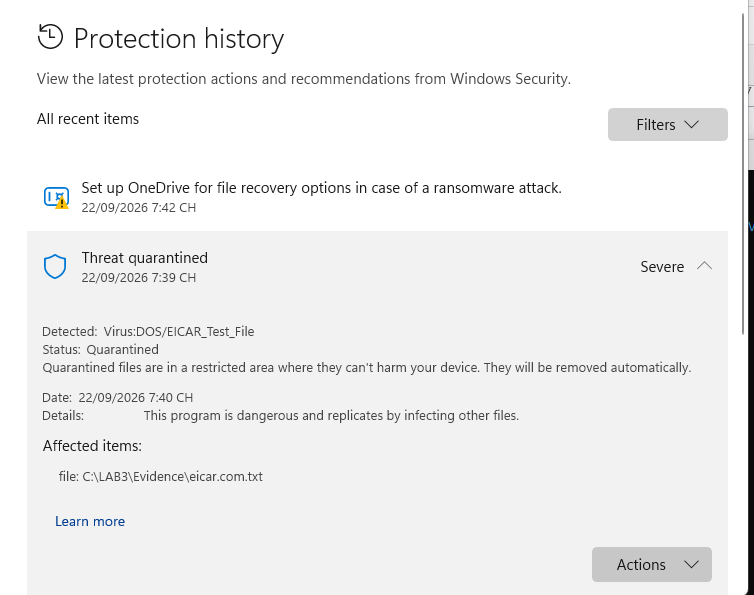 Protection history
View the latest protection actions and recommendations from Windows Security.
All recent items
Filters
Set up OneDrive for file recovery options in case of a ransomware attack.
22/09/2026 7:42 CH
Threat quarantined
22/09/2026 7:39 CH
Severe
Detected: Virus:DOS/EICAR_Test_File
Status: Quarantined
Quarantined files are in a restricted area where they can't harm your device. They will be removed automatically.
Date: 22/09/2026 7:40 CH
Details: This program is dangerous and replicates by infecting other files.
Affected items:
file: C:\LAB3\Evidence\eicar.com.txt
Learn more
Actions